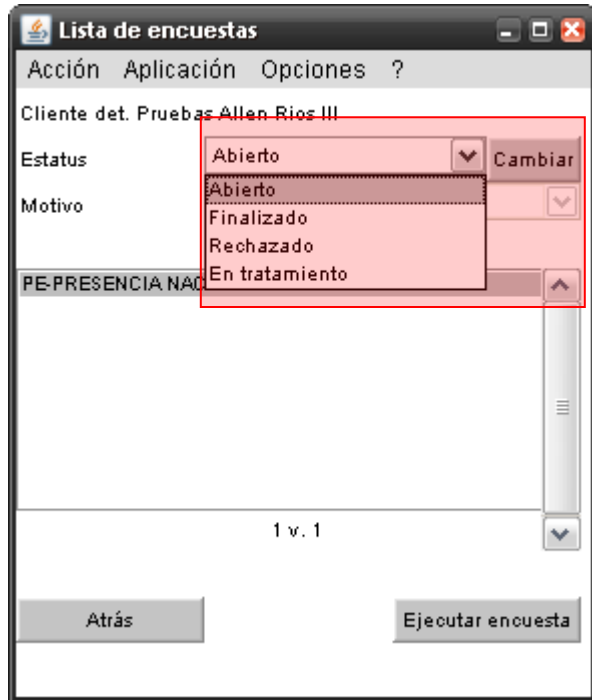 Lista de encuestas
Acción Aplicación Opciones ?
Cliente det. Pruebas Allen Rios III
Estatus Abierto Cambiar
Abierto
Motivo
Finalizado
Rechazado
En tratamiento
PE-PRESENCIA
1 v. 1
Atrás Ejecutar encuesta